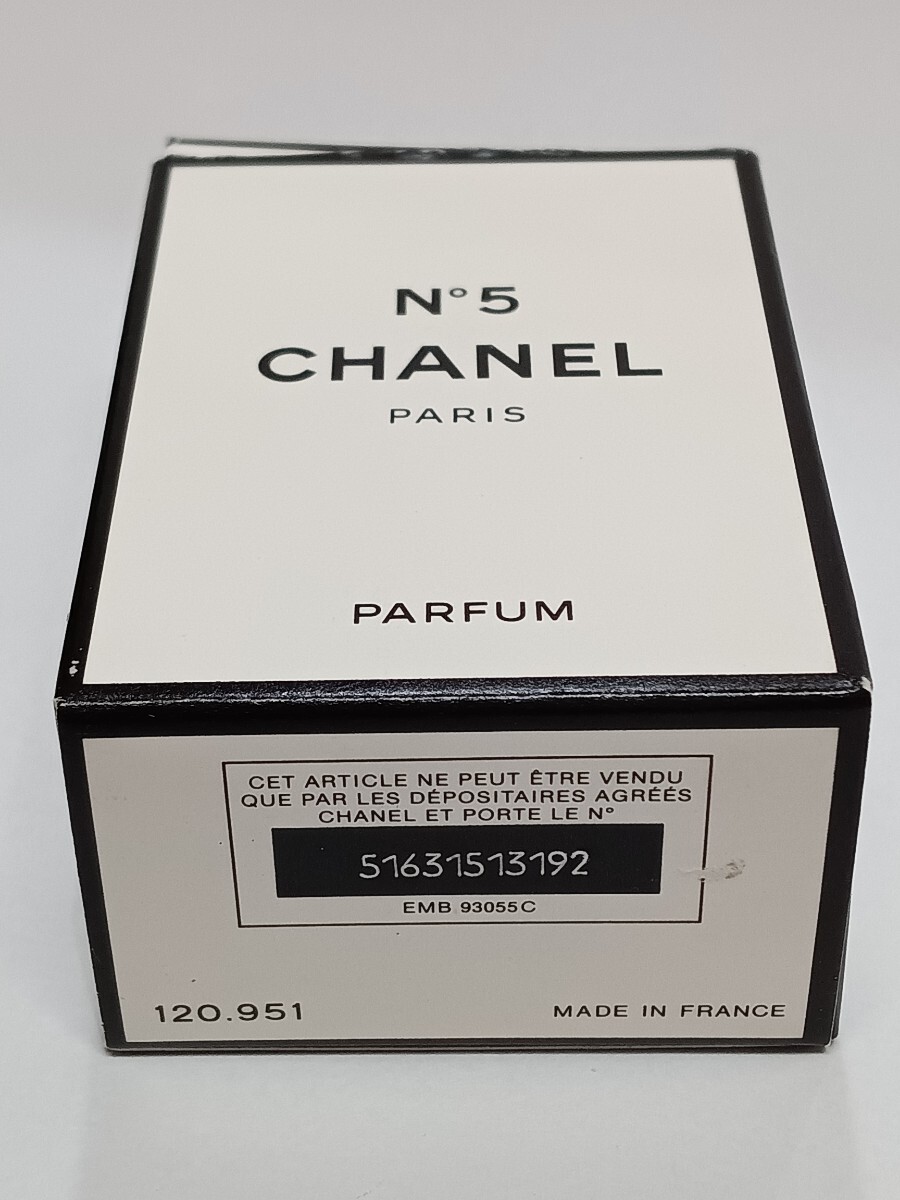 N°5
CHANEL
PARIS
PARFUM
CET ARTICLE NE PEUT ÊTRE VENDU
QUE PAR LES DÉPOSITAIRES AGRÉÉS
CHANEL ET PORTE LE N°
51631513192
EMB 93055C
120.951
MADE IN FRANCE